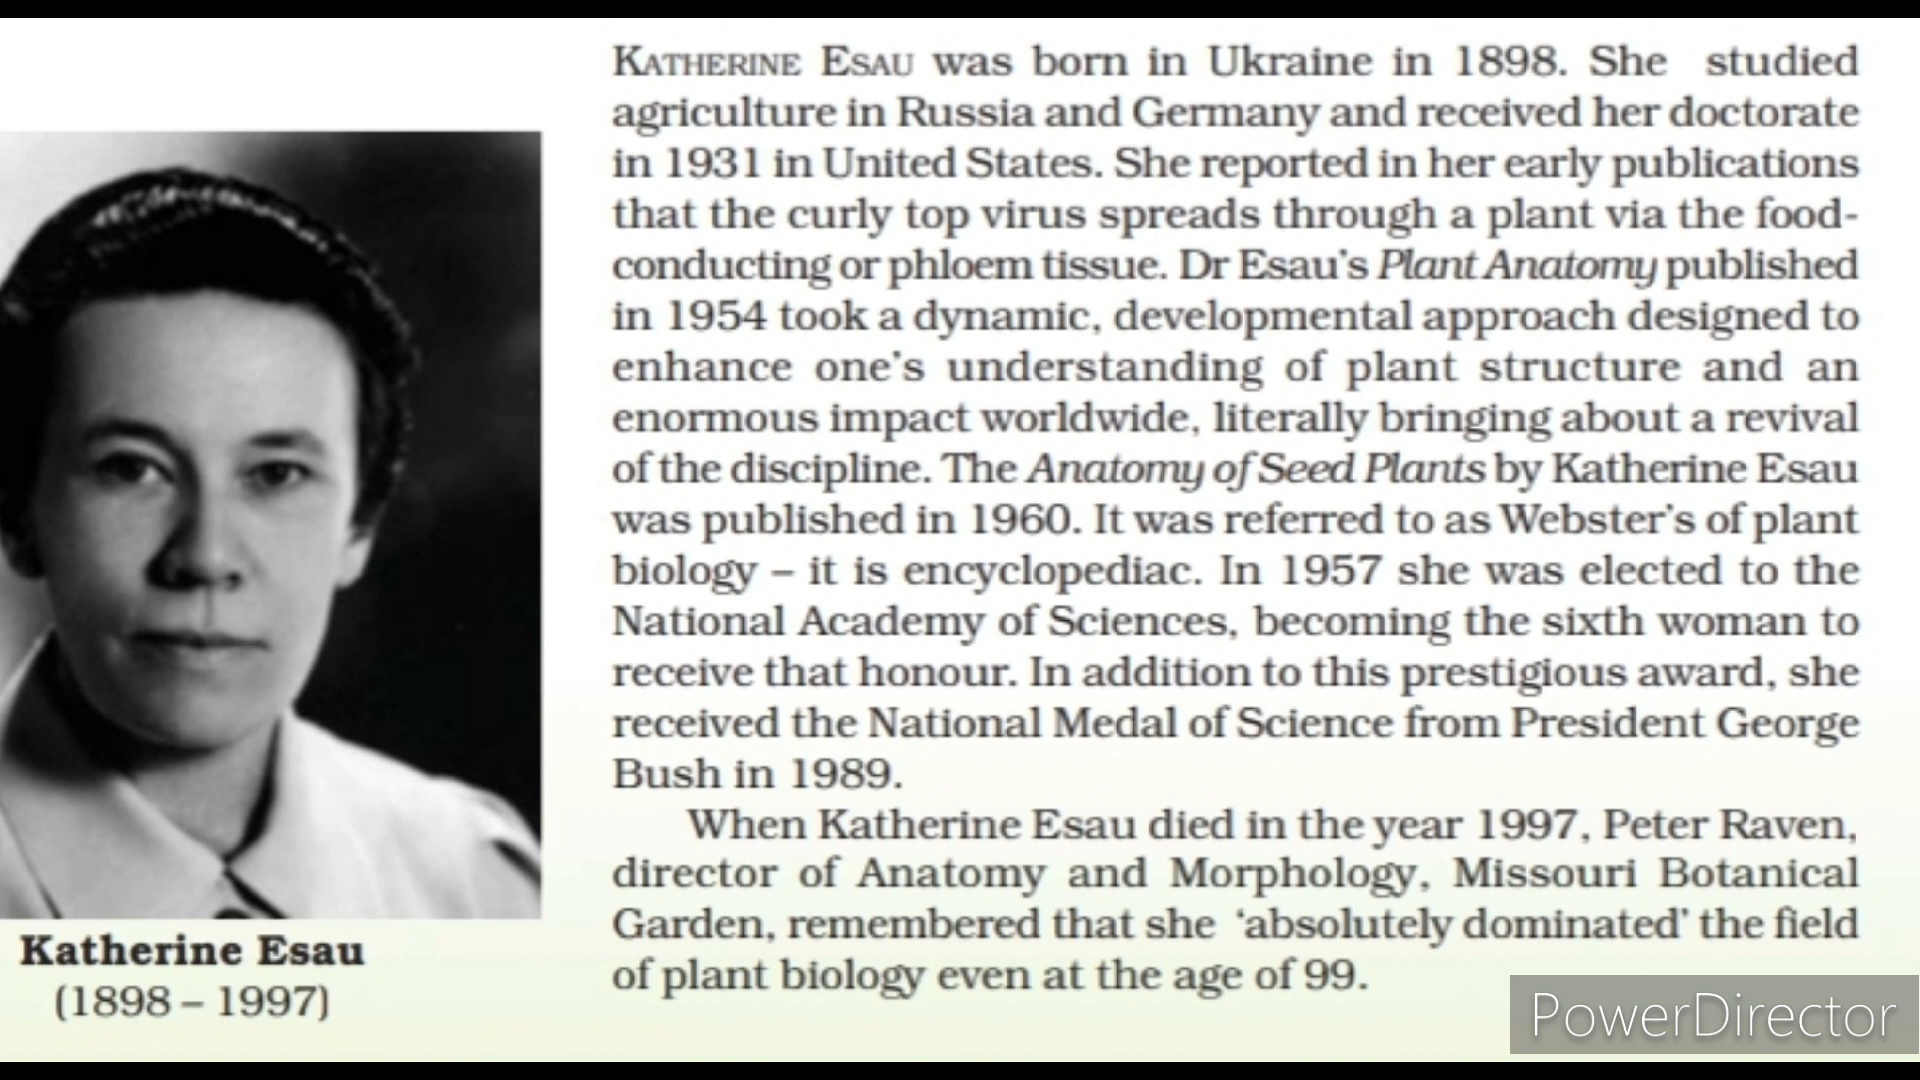 KATHERINE ESAU was born in Ukraine in 1898. She studied
agriculture in Russia and Germany and received her doctorate
in 1931 in United States. She reported in her early publications
that the curly top virus spreads through a plant via the food-
conducting or phloem tissue. Dr Esau's Plant Anatomy published
in 1954 took a dynamic, developmental approach designed to
enhance one's understanding of plant structure and an
enormous impact worldwide, literally bringing about a revival
of the discipline. The Anatomy of Seed Plants by Katherine Esau
was published in 1960. It was referred to as Webster's of plant
biology – it is encyclopediac. In 1957 she was elected to the
National Academy of Sciences, becoming the sixth woman to
receive that honour. In addition to this prestigious award, she
received the National Medal of Science from President George
Bush in 1989.
When Katherine Esau died in the year 1997, Peter Raven,
director of Anatomy and Morphology, Missouri Botanical
Garden, remembered that she 'absolutely dominated' the field
of plant biology even at the age of 99.
Katherine Esau
(1898 – 1997)
PowerDirector